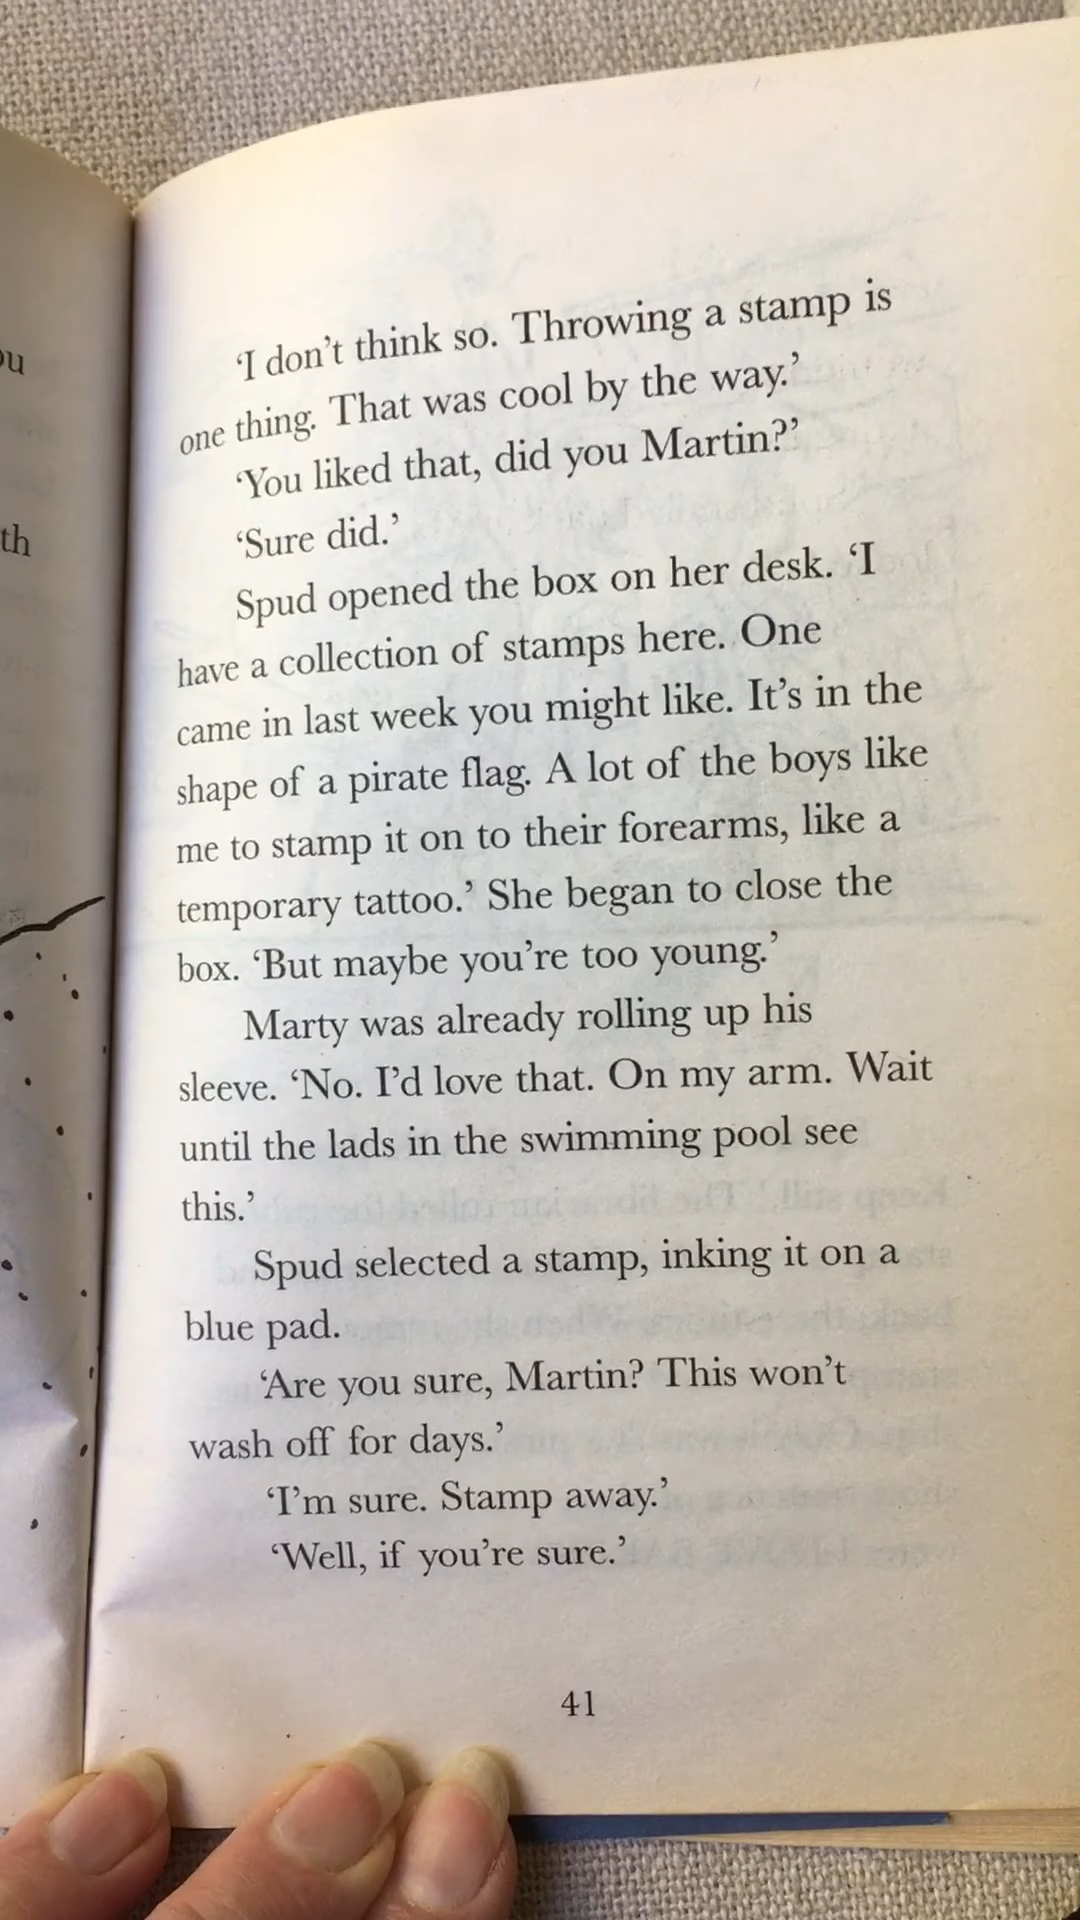 ou
th
‘I don’t think so. Throwing a stamp is
one thing. That was cool by the way.’
‘You liked that, did you Martin?’
‘Sure did.’
Spud opened the box on her desk. ‘I
have a collection of stamps here. One
came in last week you might like. It’s in the
shape of a pirate flag. A lot of the boys like
me to stamp it on to their forearms, like a
temporary tattoo.’ She began to close the
box. ‘But maybe you’re too young.’
Marty was already rolling up his
sleeve. ‘No. I’d love that. On my arm. Wait
until the lads in the swimming pool see
this.’
Spud selected a stamp, inking it on a
blue pad.
‘Are you sure, Martin? This won’t
wash off for days.’
‘I’m sure. Stamp away.’
‘Well, if you’re sure.’
41